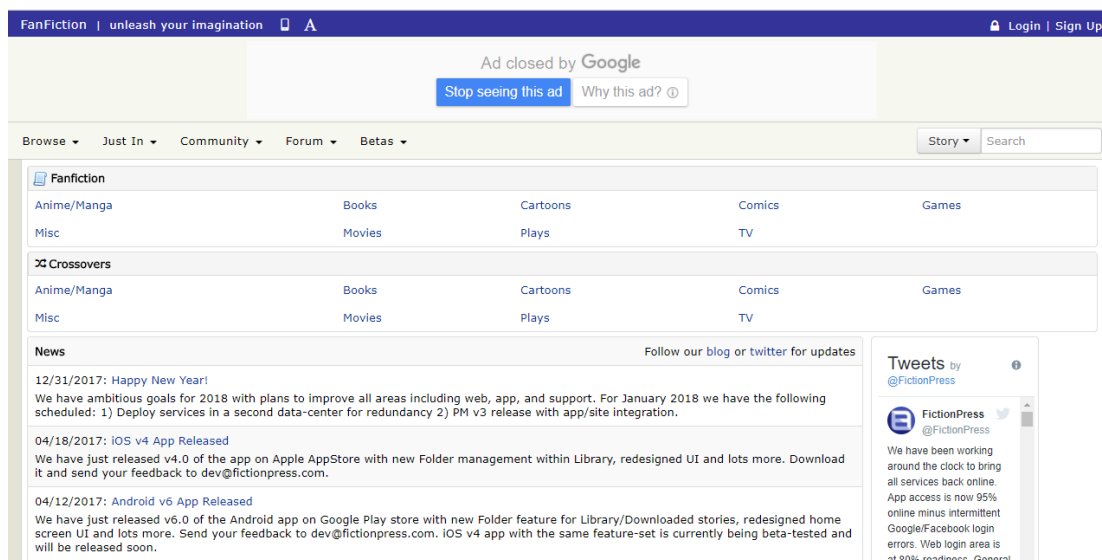 FanFiction | unleash your imagination A
Login | Sign Up
Ad closed by Google
Stop seeing this ad Why this ad?
Browse Just In Community Forum Betas
Story Search
Fanfiction
Anime/Manga Books Cartoons Comics Games
Misc Movies Plays TV
Crossovers
Anime/Manga Books Cartoons Comics Games
Misc Movies Plays TV
News Follow our blog or twitter for updates
12/31/2017: Happy New Year!
We have ambitious goals for 2018 with plans to improve all areas including web, app, and support. For January 2018 we have the following
scheduled: 1) Deploy services in a second data-center for redundancy 2) PM v3 release with app/site integration.
04/18/2017: iOS v4 App Released
We have just released v4.0 of the app on Apple AppStore with new Folder management within Library, redesigned UI and lots more. Download
it and send your feedback to dev@fictionpress.com.
04/12/2017: Android v6 App Released
We have just released v6.0 of the Android app on Google Play store with new Folder feature for Library/Downloaded stories, redesigned home
screen UI and lots more. Send your feedback to dev@fictionpress.com. iOS v4 app with the same feature-set is currently being beta-tested and
will be released soon.
Tweets by
@FictionPress
FictionPress
@FictionPress
We have been working
around the clock to bring
all services back online.
App access is now 95%
online minus intermittent
Google/Facebook login
errors. Web login area is
at 80% readiness. General